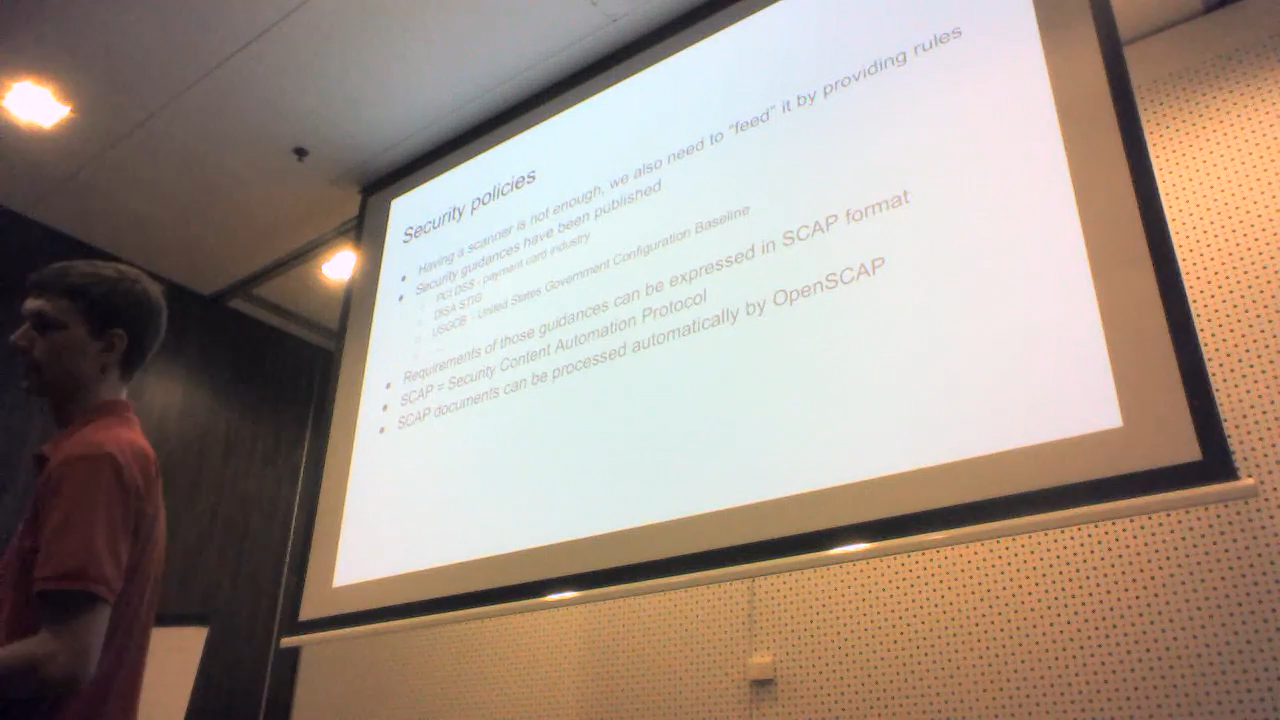 Security policies
Having a scanner is not enough, we also need to “feed” it by providing rules
Security guidances have been published
PCI DSS - payment card industry
DISA STIG
USGCB - United States Government Configuration Baseline
Requirements of those guidances can be expressed in SCAP format
SCAP = Security Content Automation Protocol
SCAP documents can be processed automatically by OpenSCAP